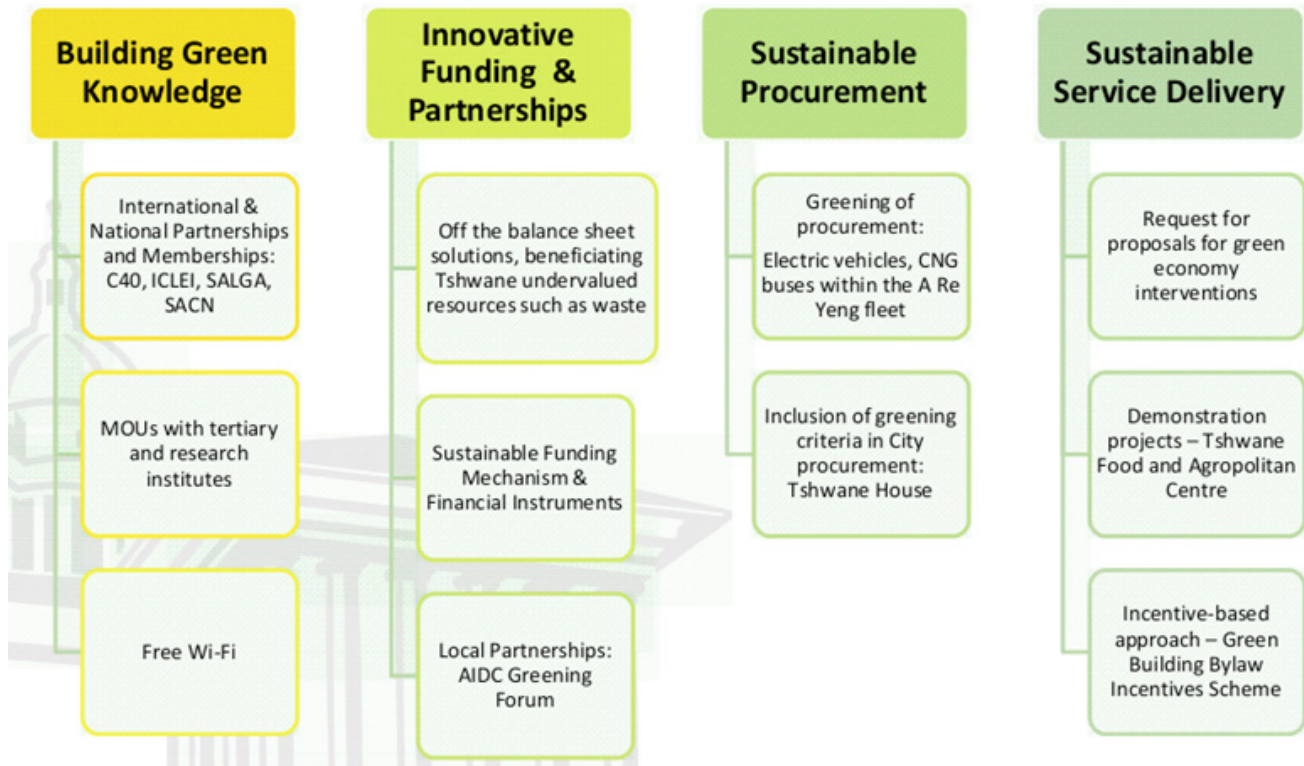 Building Green
Knowledge
International &
National Partnerships
and Memberships:
C40, ICLEI, SALGA,
SACN
MOUs with tertiary
and research
institutes
Free Wi-Fi
Innovative
Funding &
Partnerships
Off the balance sheet
solutions, beneficiating
Tshwane undervalued
resources such as waste
Sustainable Funding
Mechanism &
Financial Instruments
Local Partnerships:
AIDC Greening
Forum
Sustainable
Procurement
Greening of
procurement:
Electric vehicles, CNG
buses within the A Re
Yeng fleet
Inclusion of greening
criteria in City
procurement:
Tshwane House
Sustainable
Service Delivery
Request for
proposals for green
economy
interventions
Demonstration
projects – Tshwane
Food and Agropolitan
Centre
Incentive-based
approach – Green
Building Bylaw
Incentives Scheme